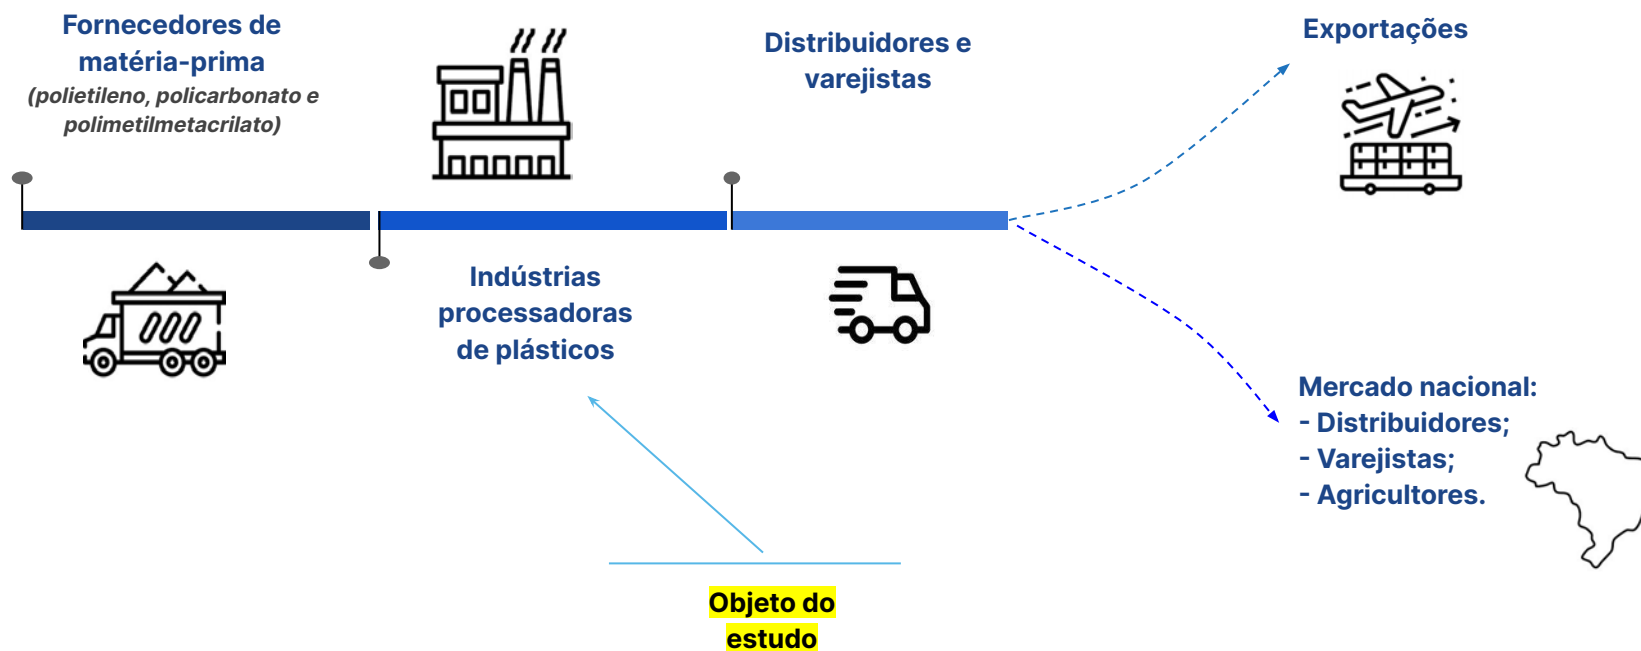 Fornecedores de
matéria-prima
(polietileno, policarbonato e
polimetilmetacrilato)
Indústrias
processadoras
de plásticos
Distribuidores e
varejistas
Exportações
Mercado nacional:
- Distribuidores;
- Varejistas;
- Agricultores.
Objeto do
estudo